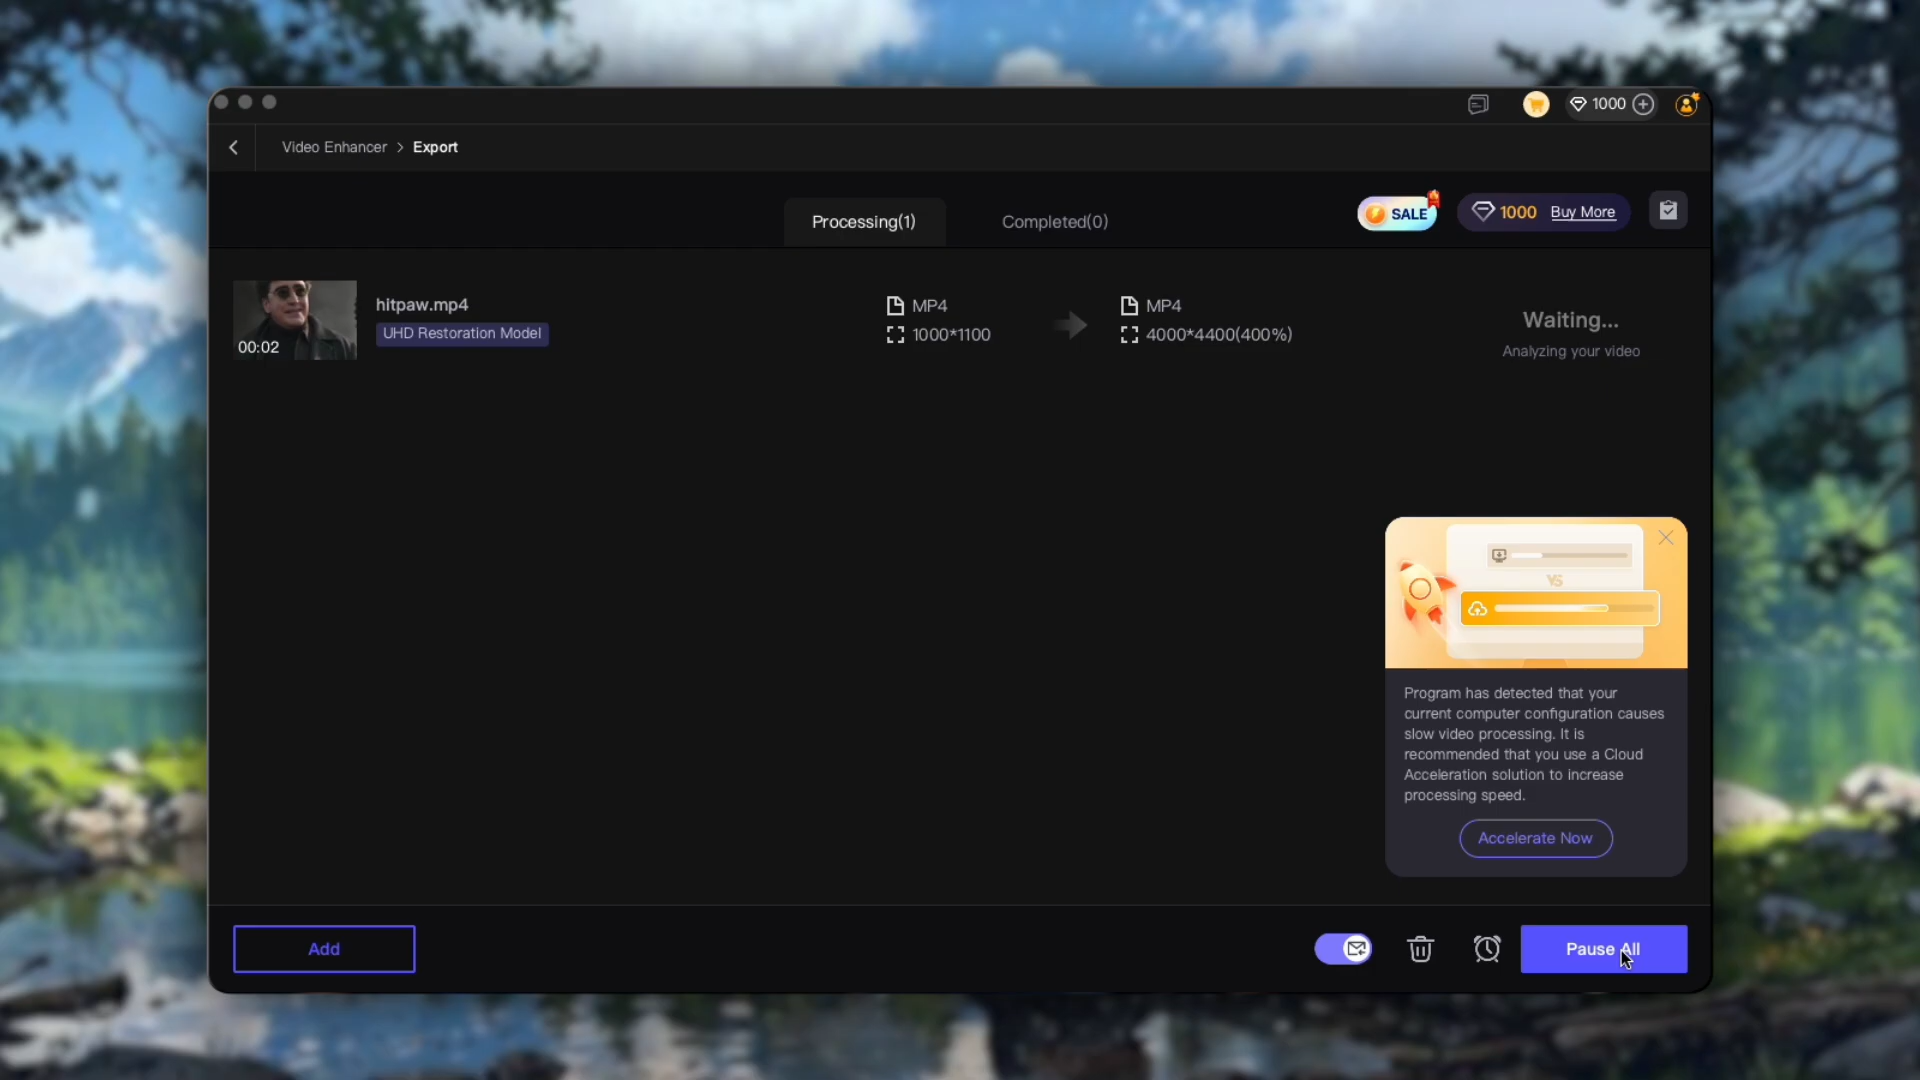 1000
Video Enhancer > Export
Processing(1)
Completed(0)
SALE
1000 Buy More
00:02
hitpaw.mp4
UHD Restoration Model
MP4
1000*1100
MP4
4000*4400(400%)
Waiting...
Analyzing your video
VS
Program has detected that your
current computer configuration causes
slow video processing. It is
recommended that you use a Cloud
Acceleration solution to increase
processing speed.
Accelerate Now
Add
Pause All